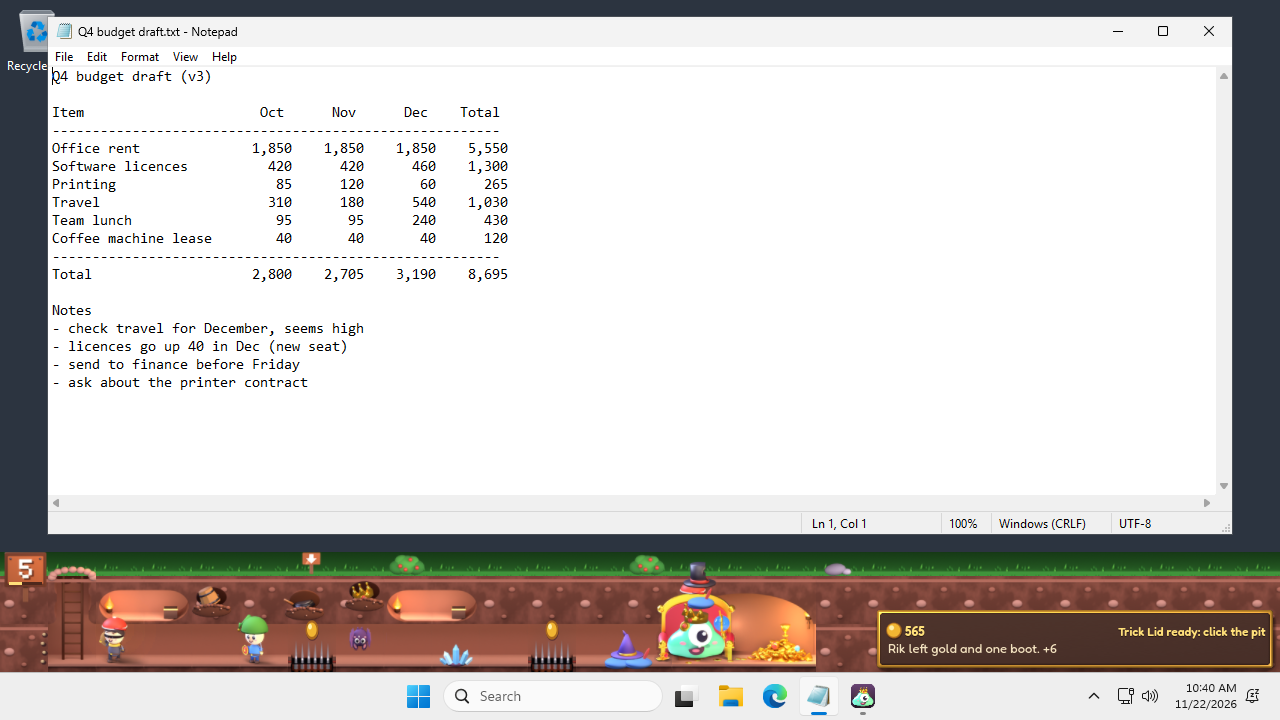 Recycle
Q4 budget draft.txt - Notepad
File Edit Format View Help
Q4 budget draft (v3)
Item Oct Nov Dec Total
--------------------------------------------------------
Office rent 1,850 1,850 1,850 5,550
Software licences 420 420 460 1,300
Printing 85 120 60 265
Travel 310 180 540 1,030
Team lunch 95 95 240 430
Coffee machine lease 40 40 40 120
--------------------------------------------------------
Total 2,800 2,705 3,190 8,695
Notes
- check travel for December, seems high
- licences go up 40 in Dec (new seat)
- send to finance before Friday
- ask about the printer contract
Ln 1, Col 1 100% Windows (CRLF) UTF-8
5
565 Trick Lid ready: click the pit
Rik left gold and one boot. +6
Search
10:40 AM
11/22/2026